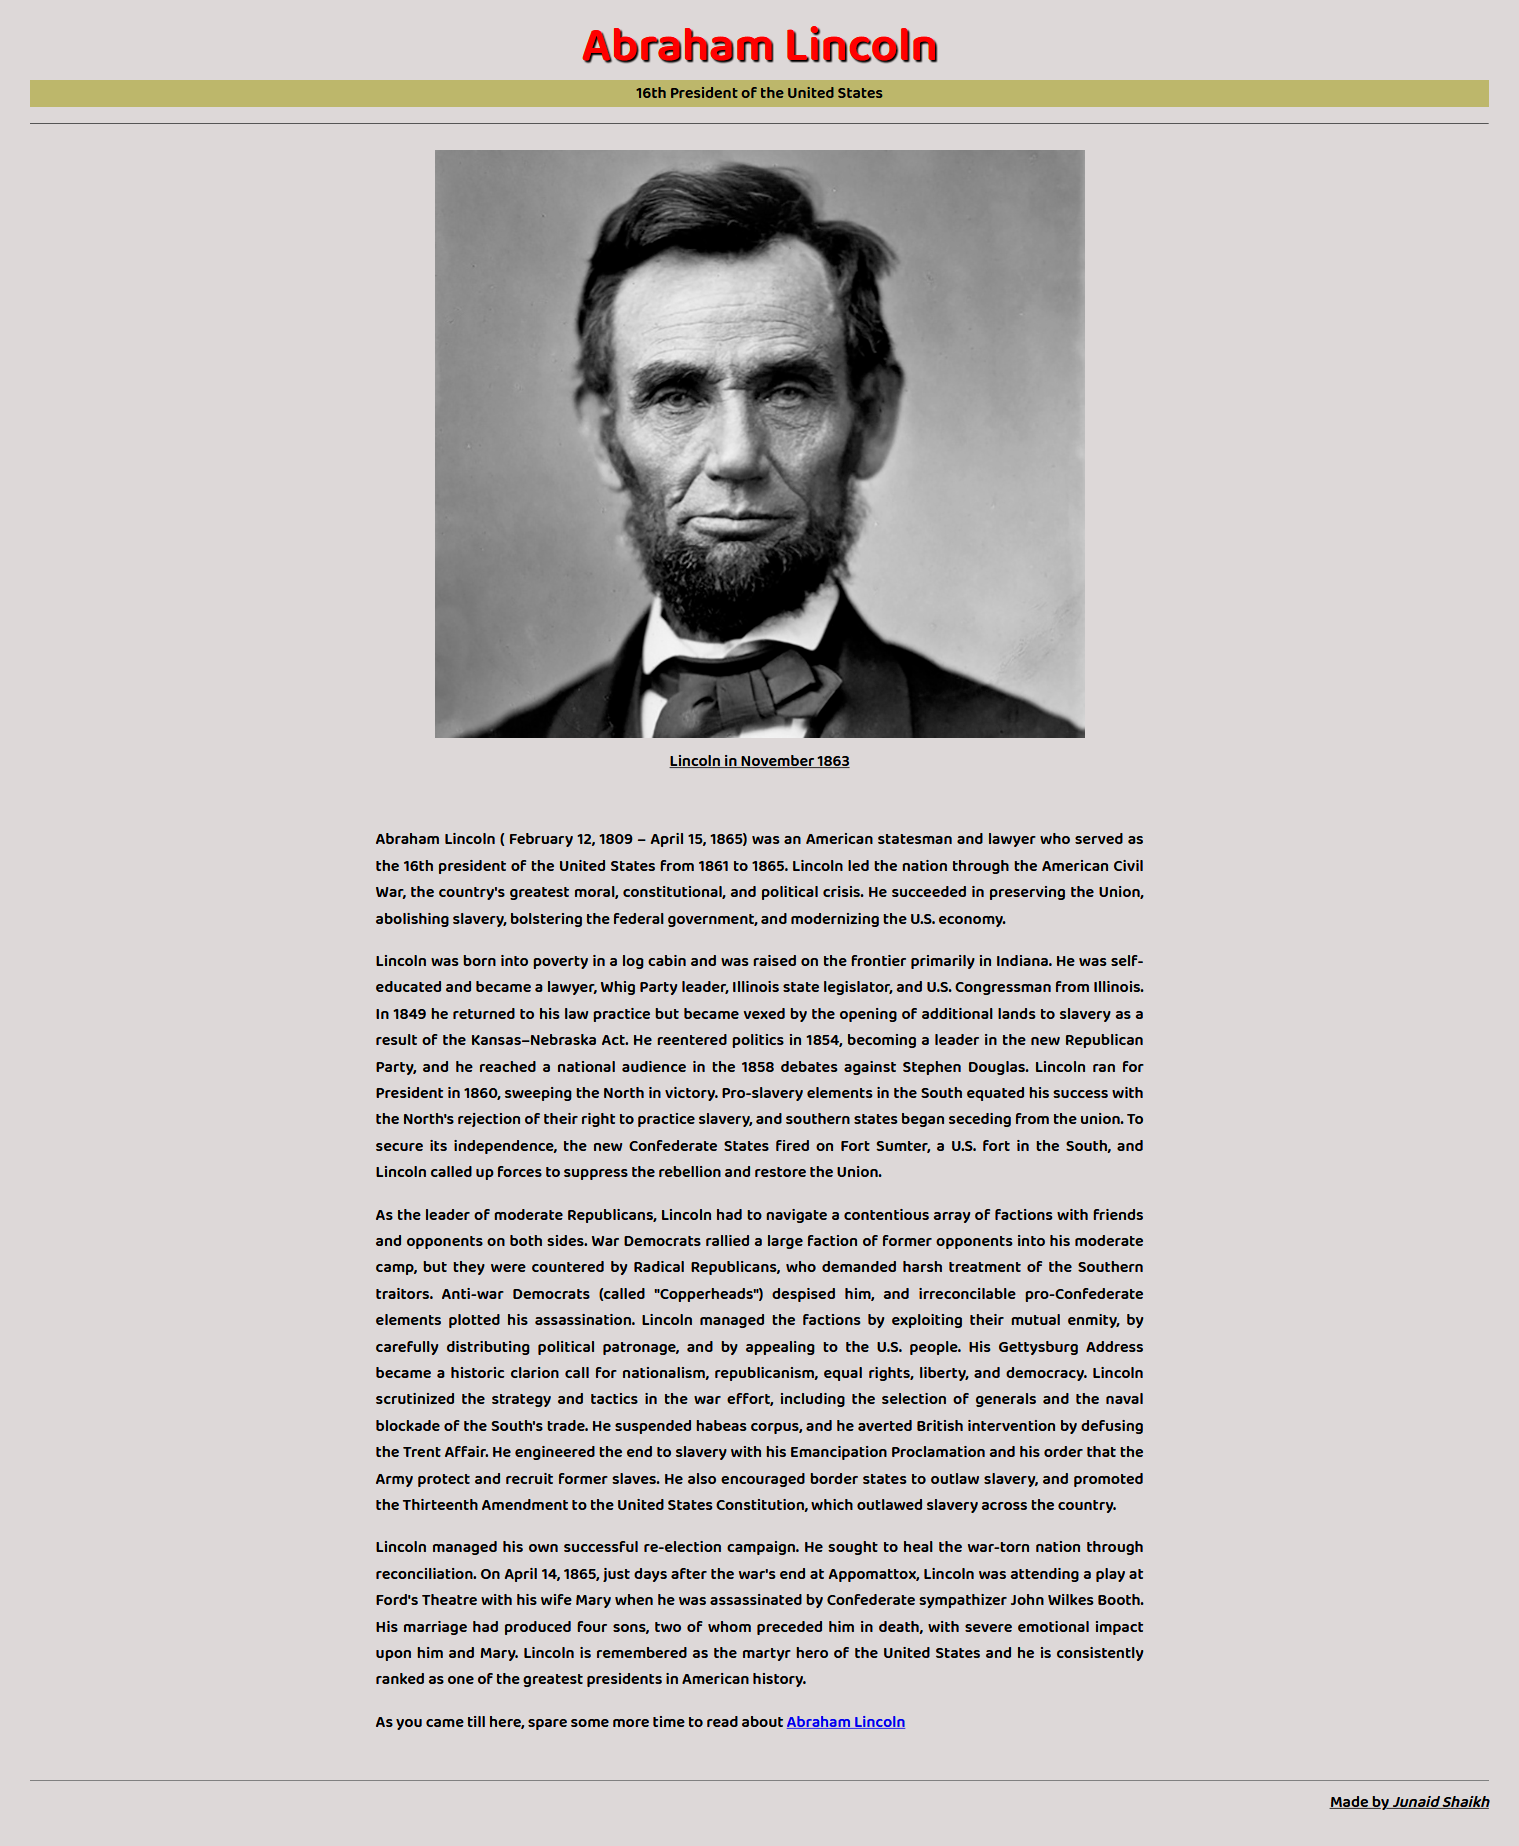 Abraham Lincoln
16th President of the United States
Lincoln in November 1863
Abraham Lincoln ( February 12, 1809 – April 15, 1865) was an American statesman and lawyer who served as
the 16th president of the United States from 1861 to 1865. Lincoln led the nation through the American Civil
War, the country's greatest moral, constitutional, and political crisis. He succeeded in preserving the Union,
abolishing slavery, bolstering the federal government, and modernizing the U.S. economy.
Lincoln was born into poverty in a log cabin and was raised on the frontier primarily in Indiana. He was self-
educated and became a lawyer, Whig Party leader, Illinois state legislator, and U.S. Congressman from Illinois.
In 1849 he returned to his law practice but became vexed by the opening of additional lands to slavery as a
result of the Kansas–Nebraska Act. He reentered politics in 1854, becoming a leader in the new Republican
Party, and he reached a national audience in the 1858 debates against Stephen Douglas. Lincoln ran for
President in 1860, sweeping the North in victory. Pro-slavery elements in the South equated his success with
the North's rejection of their right to practice slavery, and southern states began seceding from the union. To
secure its independence, the new Confederate States fired on Fort Sumter, a U.S. fort in the South, and
Lincoln called up forces to suppress the rebellion and restore the Union.
As the leader of moderate Republicans, Lincoln had to navigate a contentious array of factions with friends
and opponents on both sides. War Democrats rallied a large faction of former opponents into his moderate
camp, but they were countered by Radical Republicans, who demanded harsh treatment of the Southern
traitors. Anti-war Democrats (called "Copperheads") despised him, and irreconcilable pro-Confederate
elements plotted his assassination. Lincoln managed the factions by exploiting their mutual enmity, by
carefully distributing political patronage, and by appealing to the U.S. people. His Gettysburg Address
became a historic clarion call for nationalism, republicanism, equal rights, liberty, and democracy. Lincoln
scrutinized the strategy and tactics in the war effort, including the selection of generals and the naval
blockade of the South's trade. He suspended habeas corpus, and he averted British intervention by defusing
the Trent Affair. He engineered the end to slavery with his Emancipation Proclamation and his order that the
Army protect and recruit former slaves. He also encouraged border states to outlaw slavery, and promoted
the Thirteenth Amendment to the United States Constitution, which outlawed slavery across the country.
Lincoln managed his own successful re-election campaign. He sought to heal the war-torn nation through
reconciliation. On April 14, 1865, just days after the war's end at Appomattox, Lincoln was attending a play at
Ford's Theatre with his wife Mary when he was assassinated by Confederate sympathizer John Wilkes Booth.
His marriage had produced four sons, two of whom preceded him in death, with severe emotional impact
upon him and Mary. Lincoln is remembered as the martyr hero of the United States and he is consistently
ranked as one of the greatest presidents in American history.
As you came till here, spare some more time to read about Abraham Lincoln
Made by Junaid Shaikh